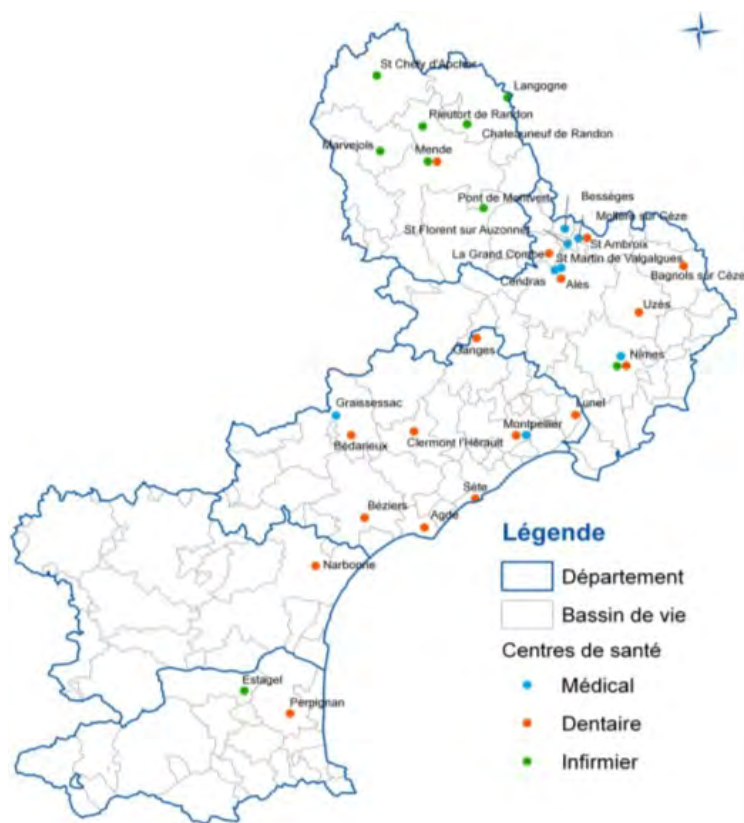 St Chély d'Apcher
Langogne
Rieutort de Randon
Chateauneuf de Randon
Marvejols
Mende
Pont de Montvert
Bessèges
Molière sur Cèze
St Florent sur Auzonnet
St Ambroix
La Grand Combe
St Martin de Valgalgues
Bagnols sur Cèze
Cendras
Alès
Uzès
Ganges
Nîmes
Graissessac
Lunel
Montpellier
Clermont l'Hérault
Bédarieux
Sète
Béziers
Agde
Narbonne
Estagel
Perpignan
Légende
Département
Bassin de vie
Centres de santé
Médical
Dentaire
Infirmier